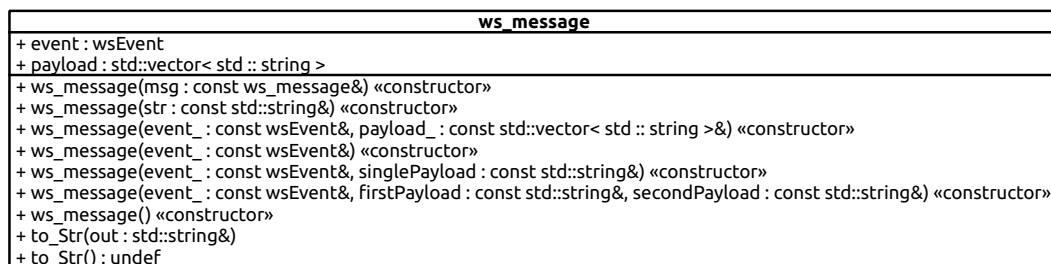 ws_message
+ event : wsEvent
+ payload : std::vector< std :: string >
+ ws_message(msg : const ws_message&) «constructor»
+ ws_message(str : const std::string&) «constructor»
+ ws_message(event_ : const wsEvent&, payload_ : const std::vector< std :: string >&) «constructor»
+ ws_message(event_ : const wsEvent&) «constructor»
+ ws_message(event_ : const wsEvent&, singlePayload : const std::string&) «constructor»
+ ws_message(event_ : const wsEvent&, firstPayload : const std::string&, secondPayload : const std::string&) «constructor»
+ ws_message() «constructor»
+ to_Str(out : std::string&)
+ to_Str() : undef